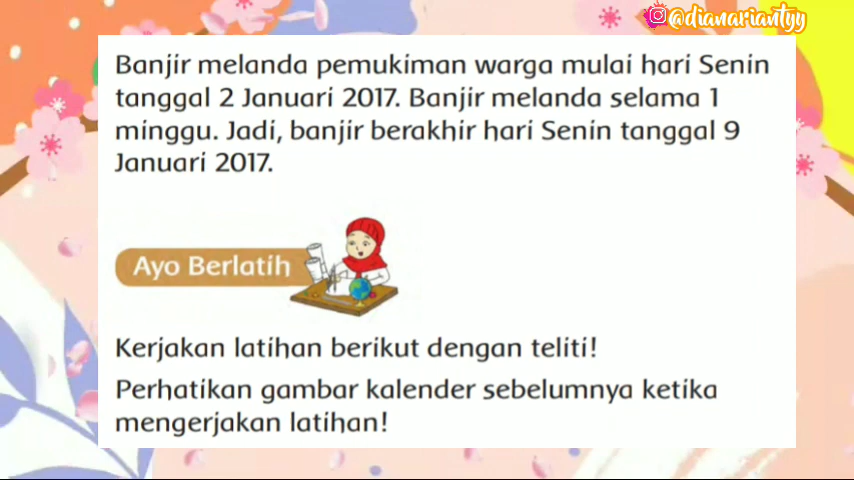 @dianariantyy
Banjir melanda pemukiman warga mulai hari Senin
tanggal 2 Januari 2017. Banjir melanda selama 1
minggu. Jadi, banjir berakhir hari Senin tanggal 9
Januari 2017.
Ayo Berlatih
Kerjakan latihan berikut dengan teliti!
Perhatikan gambar kalender sebelumnya ketika
mengerjakan latihan!